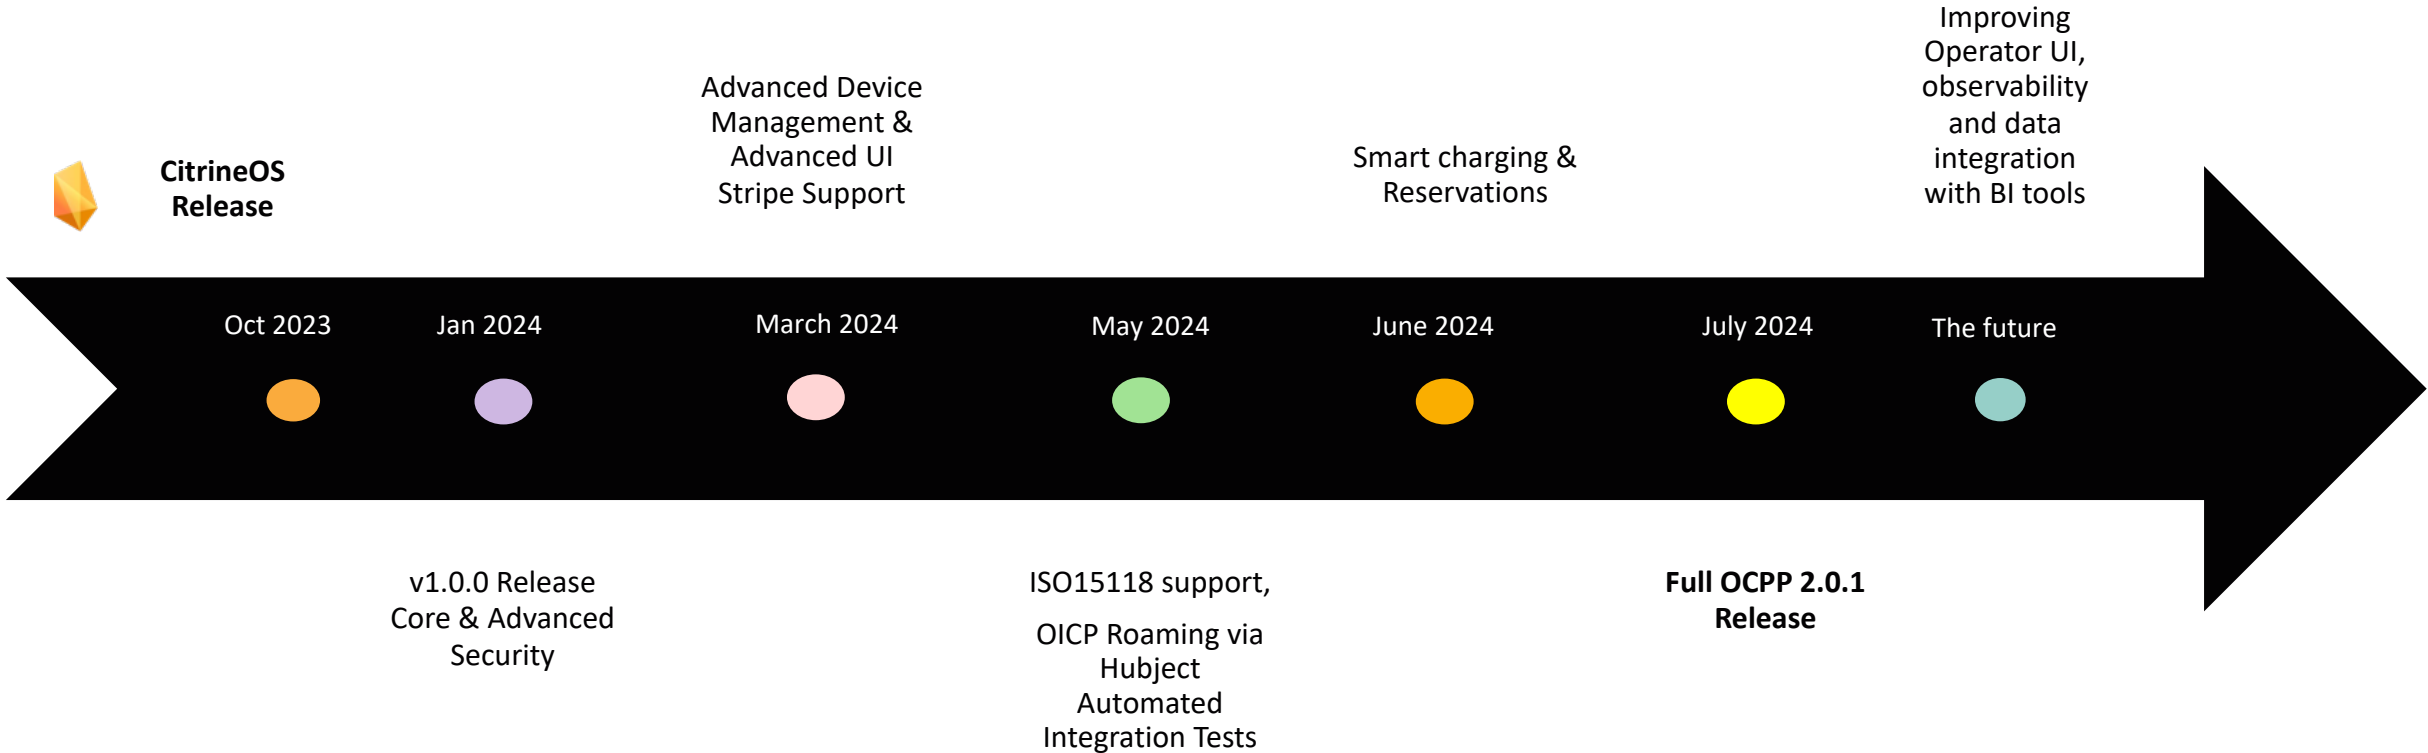 CitrineOS
Release
Advanced Device
Management &
Advanced UI
Stripe Support
Smart charging &
Reservations
Improving
Operator UI,
observability
and data
integration
with BI tools
Oct 2023
Jan 2024
March 2024
May 2024
June 2024
July 2024
The future
v1.0.0 Release
Core & Advanced
Security
ISO15118 support,
OICP Roaming via
Hubject
Automated
Integration Tests
Full OCPP 2.0.1
Release